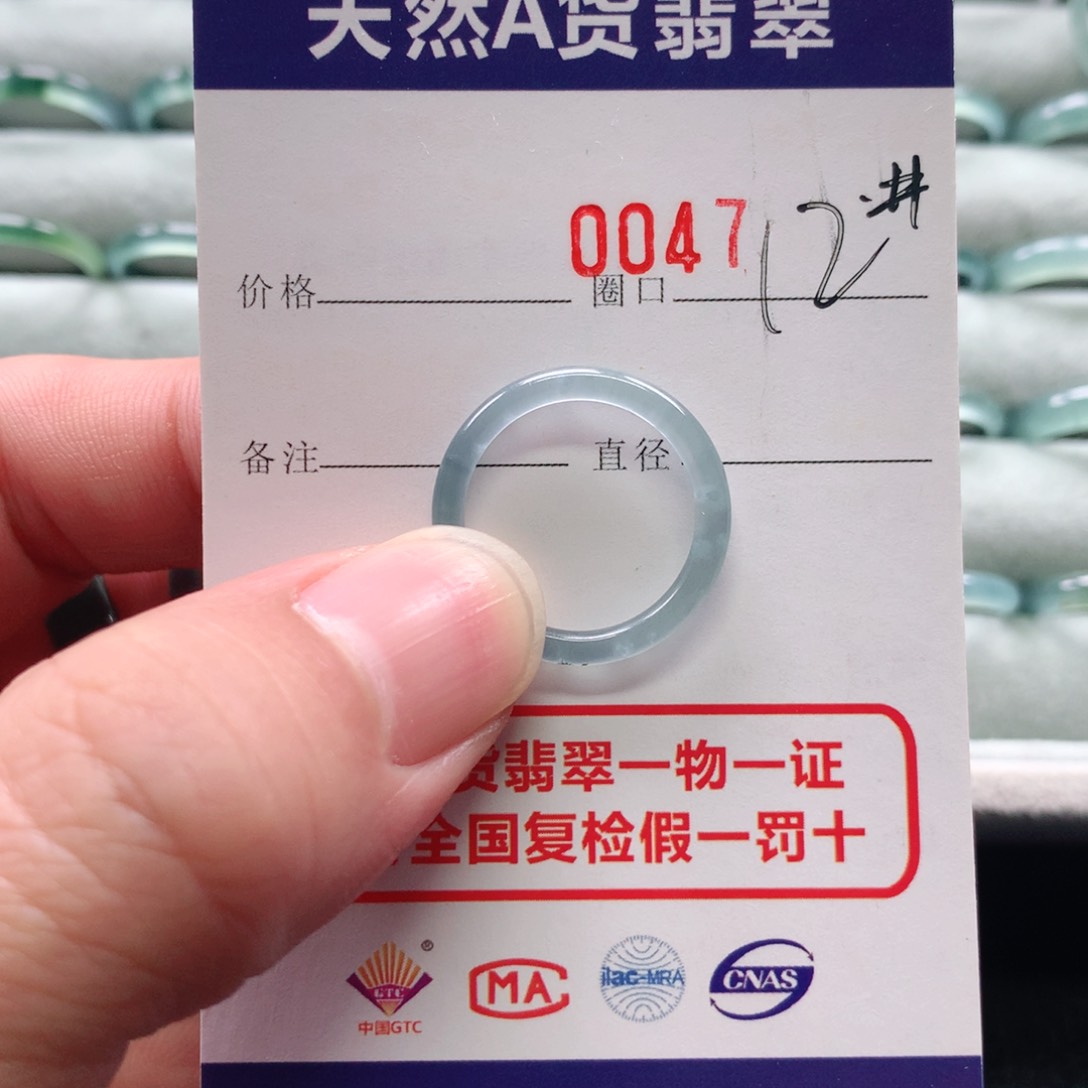 天然A货翡翠
0047
12#
价格 圈口
备注 直径
货翡翠一物一证
全国复检假一罚十
GTC ® MA ilac-MRA CNAS
中国GTC